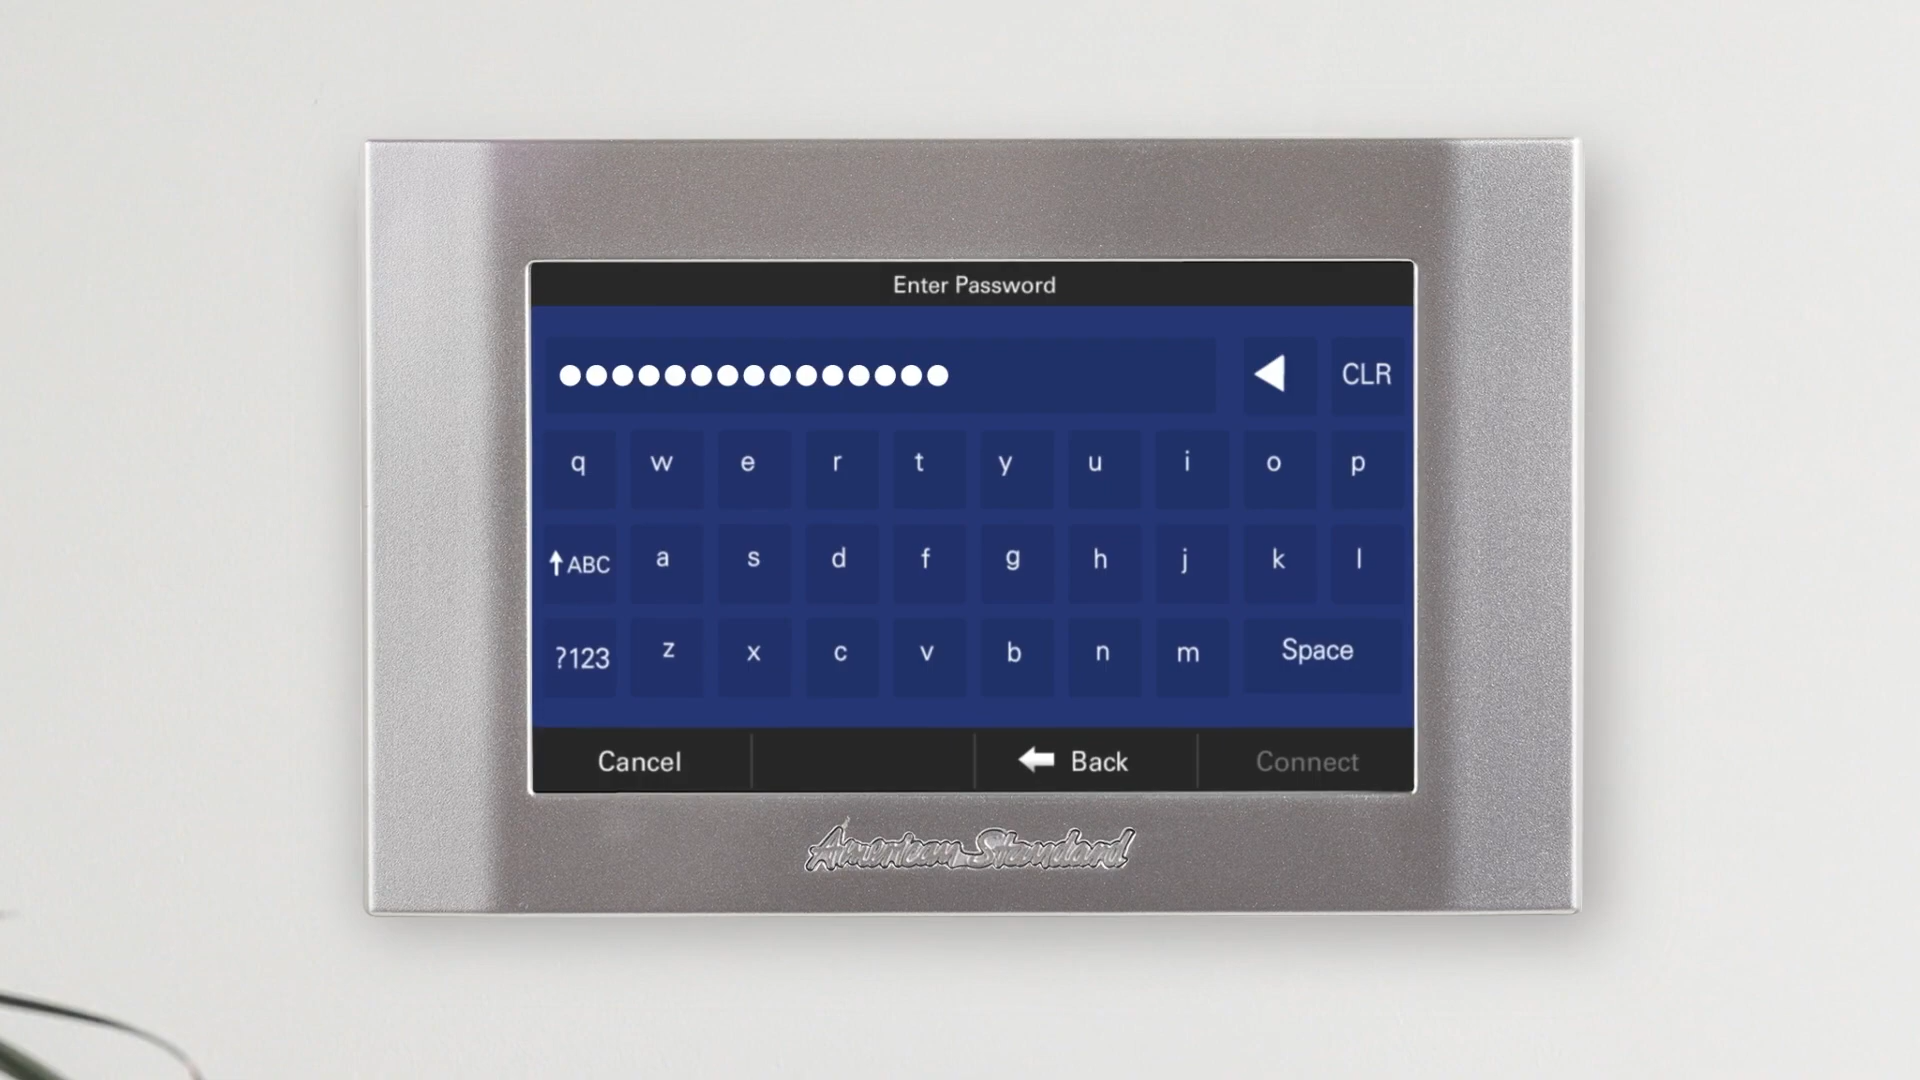 Enter Password
●●●●●●●●●●●●●●● CLR
q w e r t y u i o p
ABC a s d f g h j k l
?123 z x c v b n m Space
Cancel Back Connect
American Standard